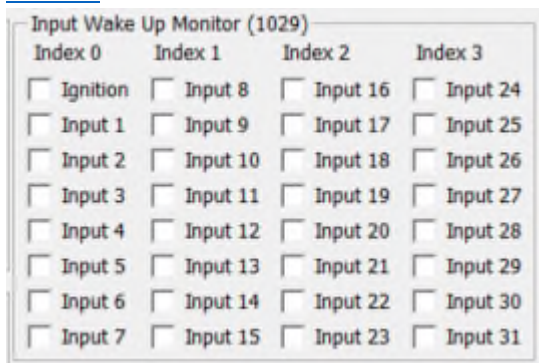 Input Wake Up Monitor (1029)
Index 0 Index 1 Index 2 Index 3
Ignition Input 8 Input 16 Input 24
Input 1 Input 9 Input 17 Input 25
Input 2 Input 10 Input 18 Input 26
Input 3 Input 11 Input 19 Input 27
Input 4 Input 12 Input 20 Input 28
Input 5 Input 13 Input 21 Input 29
Input 6 Input 14 Input 22 Input 30
Input 7 Input 15 Input 23 Input 31